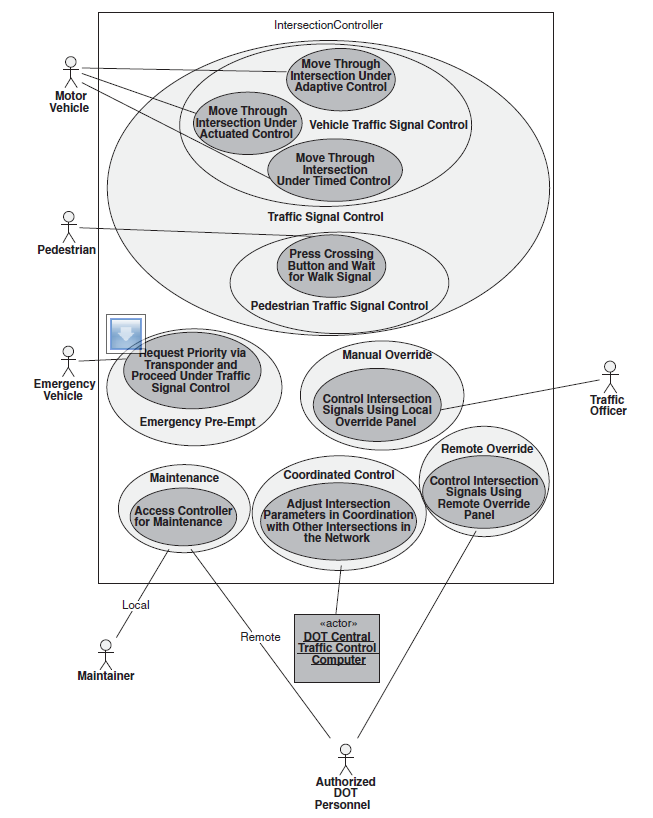 IntersectionController
Move Through
Intersection Under
Adaptive Control
Motor
Vehicle
Move Through
Intersection Under
Actuated Control
Vehicle Traffic Signal Control
Move Through
Intersection
Under Timed Control
Traffic Signal Control
Pedestrian
Press Crossing
Button and Wait
for Walk Signal
Pedestrian Traffic Signal Control
Request Priority via
Transponder and
Proceed Under Traffic
Signal Control
Emergency
Vehicle
Emergency Pre-Empt
Manual Override
Control Intersection
Signals Using Local
Override Panel
Traffic
Officer
Remote Override
Control Intersection
Signals Using
Remote Override
Panel
Maintenance
Access Controller
for Maintenance
Coordinated Control
Adjust Intersection
Parameters in Coordination
with Other Intersections in
the Network
Local
Remote
«actor»
DOT Central
Traffic Control
Computer
Maintainer
Authorized
DOT
Personnel